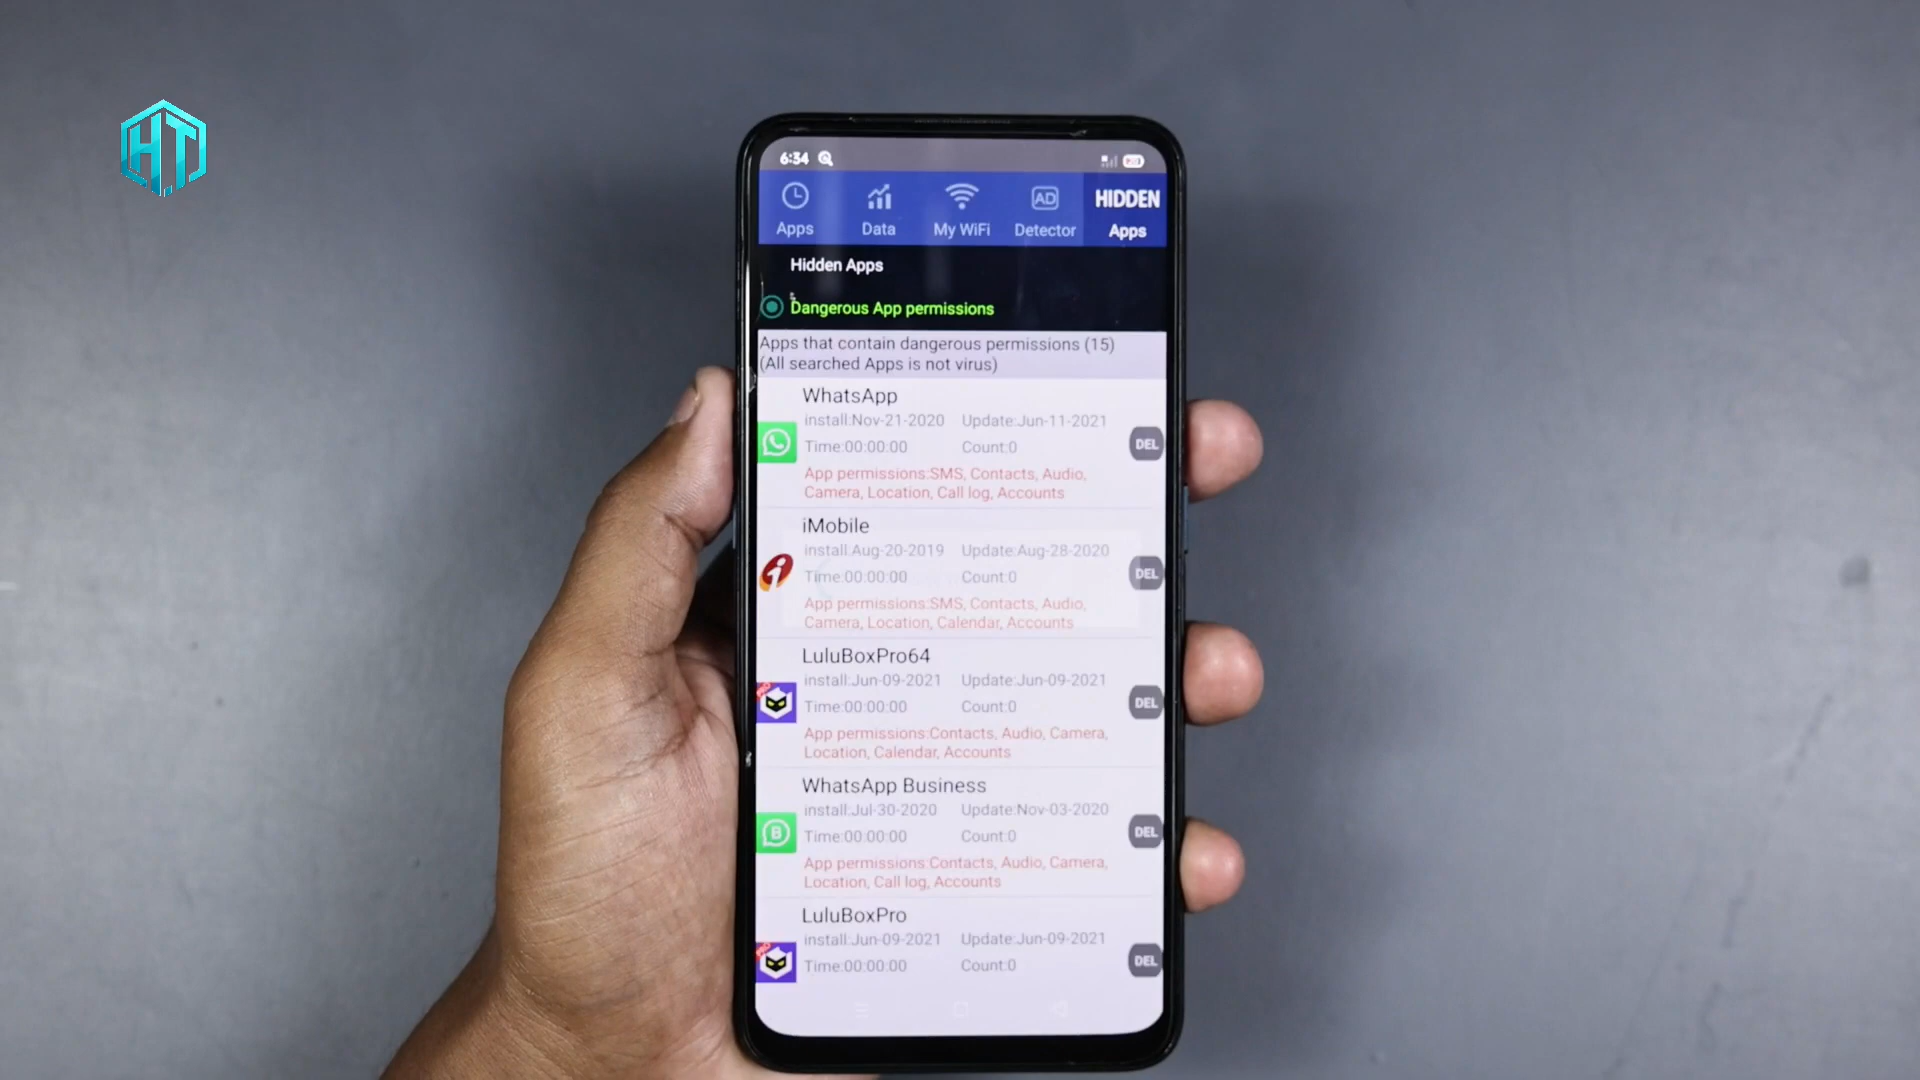 H.T
6:34
Apps
Data
My WiFi
AD
Detector
HIDDEN
Apps
Hidden Apps
Dangerous App permissions
Apps that contain dangerous permissions (15)
(All searched Apps is not virus)
WhatsApp
install:Nov-21-2020 Update:Jun-11-2021
Time:00:00:00 Count:0
DEL
App permissions:SMS, Contacts, Audio,
Camera, Location, Call log, Accounts
iMobile
install:Aug-20-2019 Update:Aug-28-2020
Time:00:00:00 Count:0
DEL
App permissions:SMS, Contacts, Audio,
Camera, Location, Calendar, Accounts
LuluBoxPro64
install:Jun-09-2021 Update:Jun-09-2021
PRO
Time:00:00:00 Count:0
DEL
App permissions:Contacts, Audio, Camera,
Location, Calendar, Accounts
WhatsApp Business
install:Jul-30-2020 Update:Nov-03-2020
B
Time:00:00:00 Count:0
DEL
App permissions:Contacts, Audio, Camera,
Location, Call log, Accounts
LuluBoxPro
install:Jun-09-2021 Update:Jun-09-2021
PRO
Time:00:00:00 Count:0
DEL